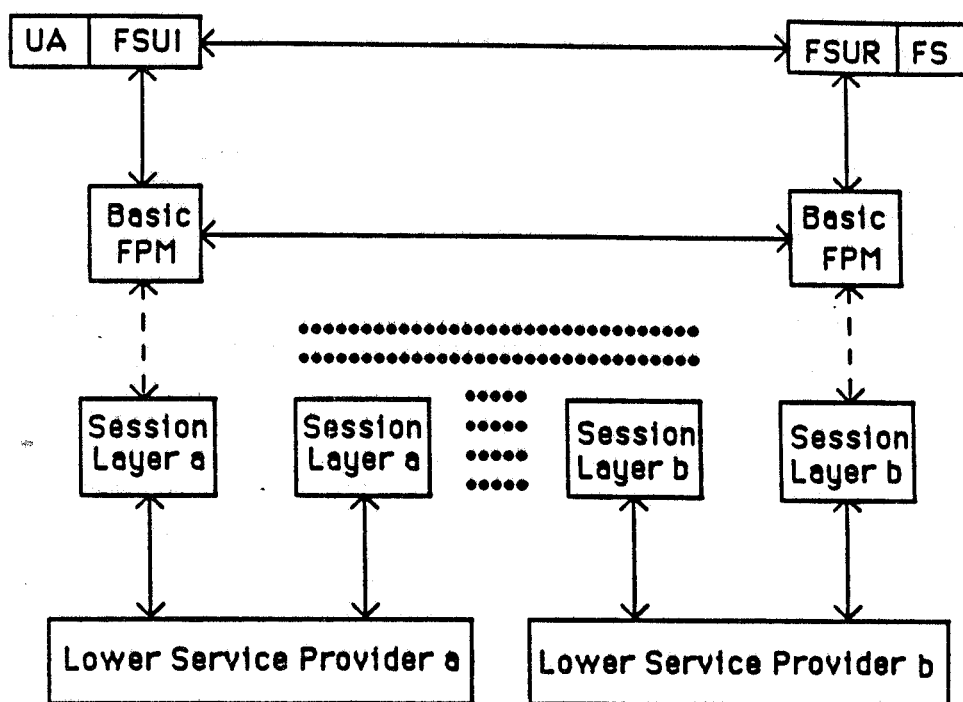 UA FSUI
FSUR FS
Basic
FPM
Basic
FPM
Session
Layer a
Session
Layer a
Session
Layer b
Session
Layer b
Lower Service Provider a
Lower Service Provider b